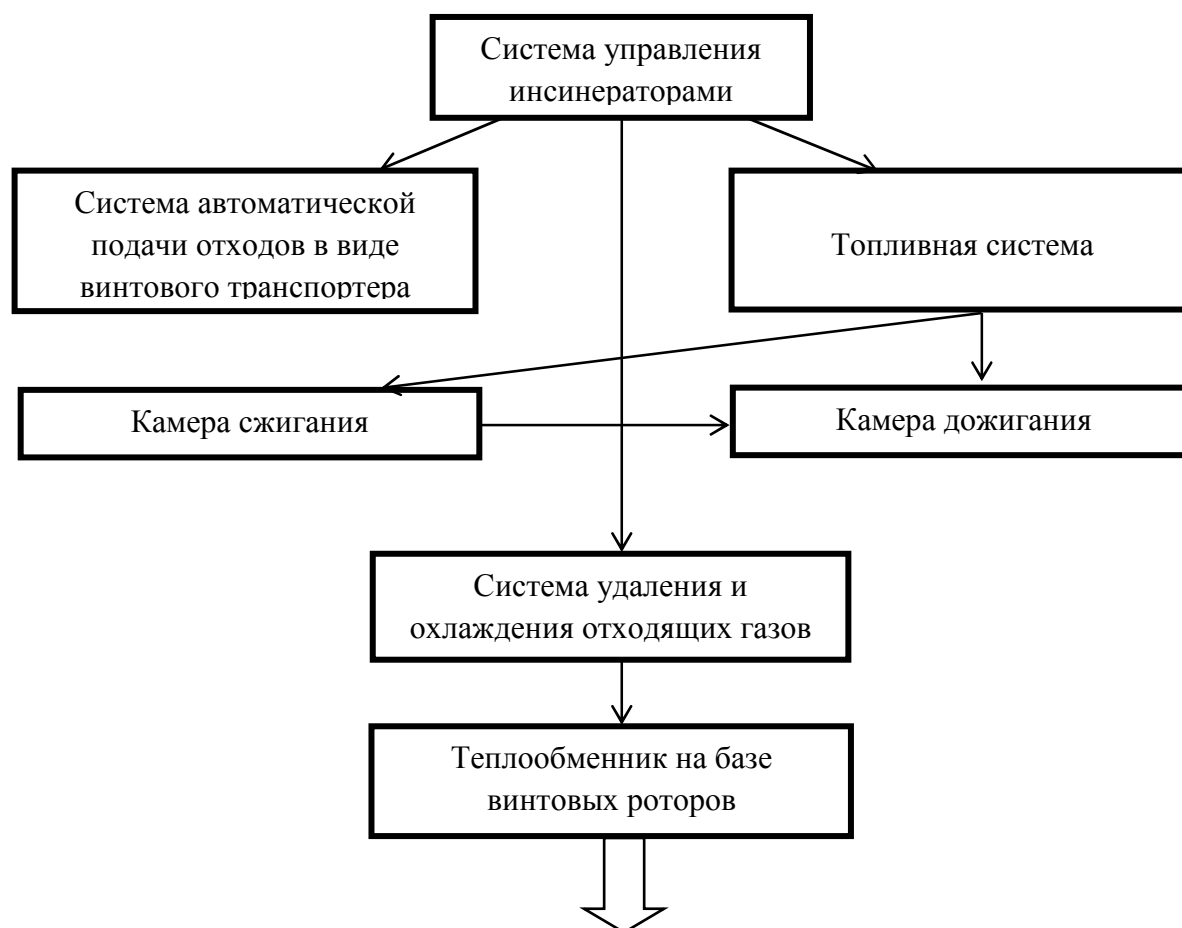 Система управления
инсинераторами
Система автоматической
подачи отходов в виде
винтового транспортера
Топливная система
Камера сжигания
Камера дожигания
Система удаления и
охлаждения отходящих газов
Теплообменник на базе
винтовых роторов